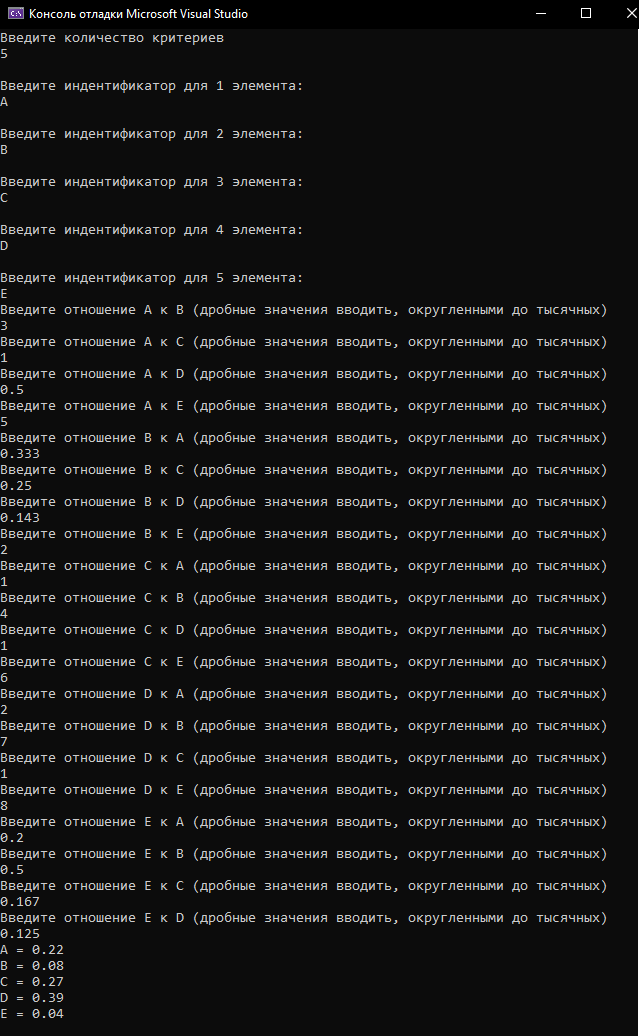 Консоль отладки Microsoft Visual Studio
Введите количество критериев
5
Введите индентификатор для 1 элемента:
A
Введите индентификатор для 2 элемента:
B
Введите индентификатор для 3 элемента:
C
Введите индентификатор для 4 элемента:
D
Введите индентификатор для 5 элемента:
E
Введите отношение A к B (дробные значения вводить, округленными до тысячных)
3
Введите отношение A к C (дробные значения вводить, округленными до тысячных)
1
Введите отношение A к D (дробные значения вводить, округленными до тысячных)
0.5
Введите отношение A к E (дробные значения вводить, округленными до тысячных)
5
Введите отношение B к A (дробные значения вводить, округленными до тысячных)
0.333
Введите отношение B к C (дробные значения вводить, округленными до тысячных)
0.25
Введите отношение B к D (дробные значения вводить, округленными до тысячных)
0.143
Введите отношение B к E (дробные значения вводить, округленными до тысячных)
2
Введите отношение C к A (дробные значения вводить, округленными до тысячных)
1
Введите отношение C к B (дробные значения вводить, округленными до тысячных)
4
Введите отношение C к D (дробные значения вводить, округленными до тысячных)
1
Введите отношение C к E (дробные значения вводить, округленными до тысячных)
6
Введите отношение D к A (дробные значения вводить, округленными до тысячных)
2
Введите отношение D к B (дробные значения вводить, округленными до тысячных)
7
Введите отношение D к C (дробные значения вводить, округленными до тысячных)
1
Введите отношение D к E (дробные значения вводить, округленными до тысячных)
8
Введите отношение E к A (дробные значения вводить, округленными до тысячных)
0.2
Введите отношение E к B (дробные значения вводить, округленными до тысячных)
0.5
Введите отношение E к C (дробные значения вводить, округленными до тысячных)
0.167
Введите отношение E к D (дробные значения вводить, округленными до тысячных)
0.125
A = 0.22
B = 0.08
C = 0.27
D = 0.39
E = 0.04